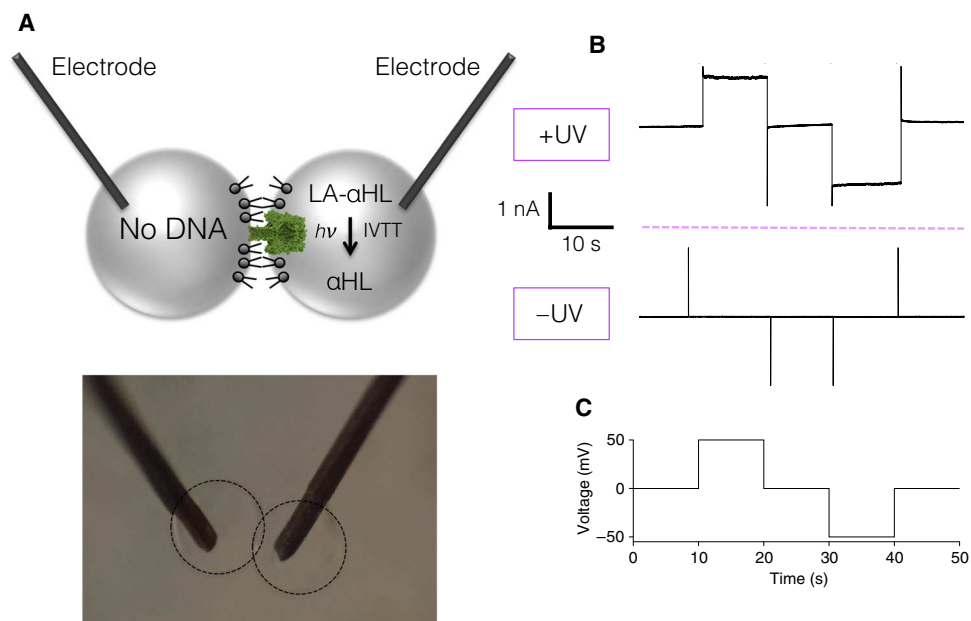 A
Electrode
Electrode
No DNA
LA-αHL
hν
IVTT
αHL
B
+UV
1 nA
10 s
−UV
C
Voltage (mV)
50
0
−50
0
10
20
30
40
50
Time (s)